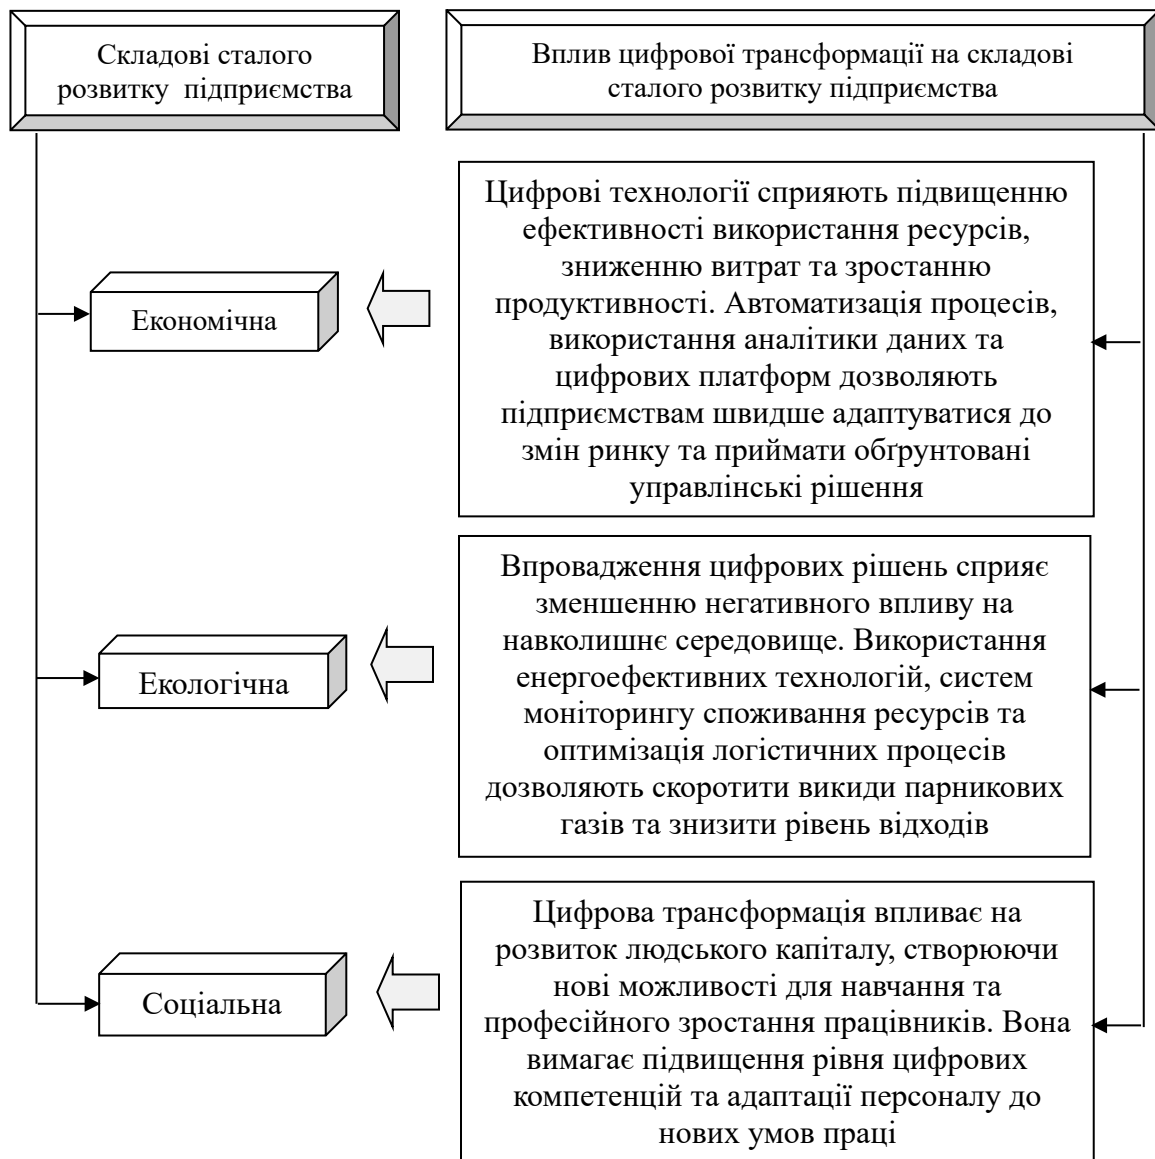 Складові сталого
розвитку підприємства
Вплив цифрової трансформації на складові
сталого розвитку підприємства
Економічна
Цифрові технології сприяють підвищенню
ефективності використання ресурсів,
зниженню витрат та зростанню
продуктивності. Автоматизація процесів,
використання аналітики даних та
цифрових платформ дозволяють
підприємствам швидше адаптуватися до
змін ринку та приймати обґрунтовані
управлінські рішення
Екологічна
Впровадження цифрових рішень сприяє
зменшенню негативного впливу на
навколишнє середовище. Використання
енергоефективних технологій, систем
моніторингу споживання ресурсів та
оптимізація логістичних процесів
дозволяють скоротити викиди парникових
газів та знизити рівень відходів
Соціальна
Цифрова трансформація впливає на
розвиток людського капіталу, створюючи
нові можливості для навчання та
професійного зростання працівників. Вона
вимагає підвищення рівня цифрових
компетенцій та адаптації персоналу до
нових умов праці